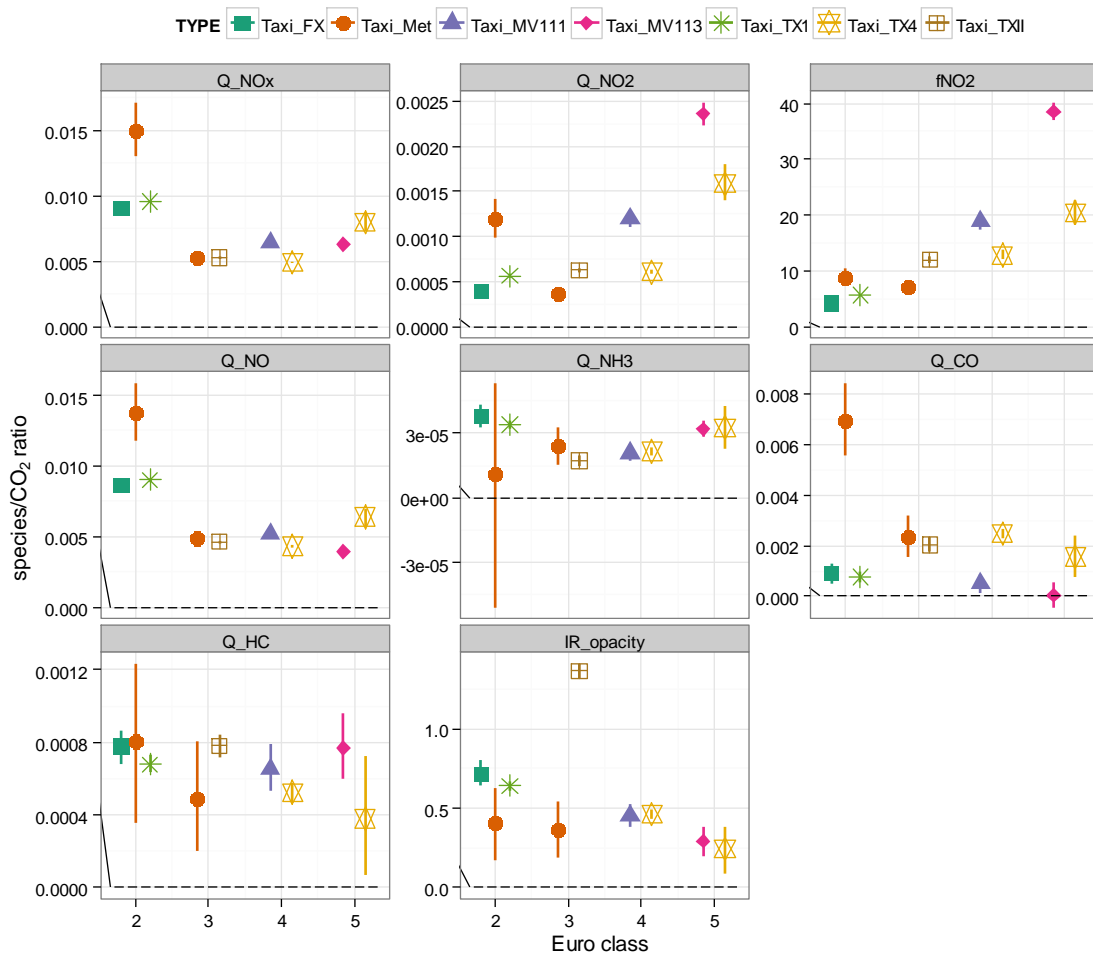 TYPE Taxi_FX Taxi_Met Taxi_MV111 Taxi_MV113 Taxi_TX1 Taxi_TX4 Taxi_TXII
Q_NOx Q_NO2 fNO2
0.015 0.010 0.005 0.000
0.0025 0.0020 0.0015 0.0010 0.0005 0.0000
40 30 20 10 0
Q_NO Q_NH3 Q_CO
0.015 0.010 0.005 0.000
3e-05 0e+00 -3e-05
0.008 0.006 0.004 0.002 0.000
Q_HC IR_opacity
0.0012 0.0008 0.0004 0.0000
1.0 0.5 0.0
2 3 4 5 2 3 4 5
species/CO₂ ratio
Euro class